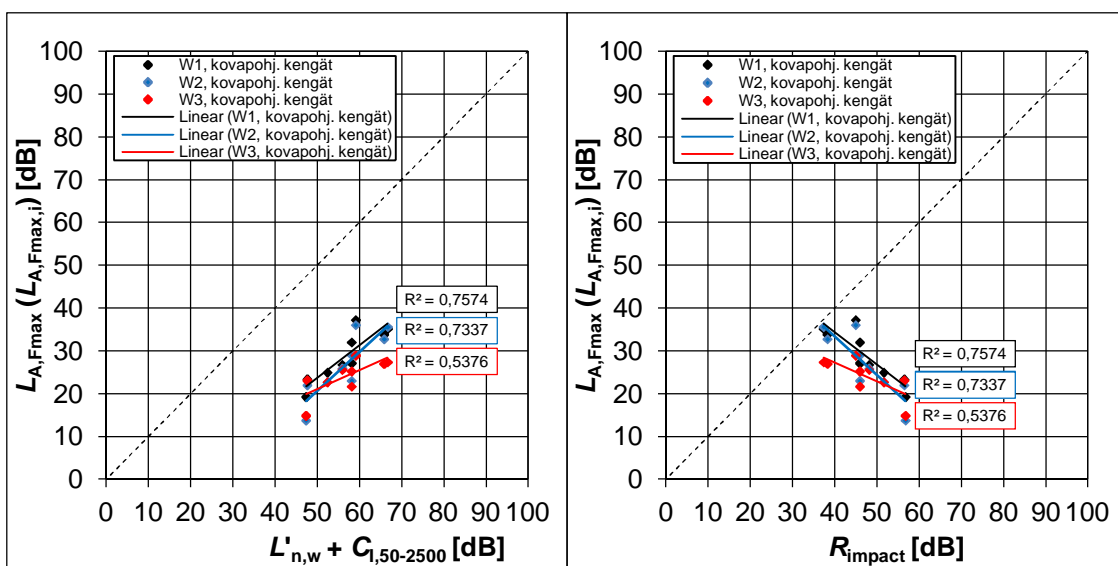 L_A,Fmax (L_A,Fmax,i) [dB]
100
90
80
70
60
50
40
30
20
10
0
W1, kovapohj. kengät
W2, kovapohj. kengät
W3, kovapohj. kengät
Linear (W1, kovapohj. kengät)
Linear (W2, kovapohj. kengät)
Linear (W3, kovapohj. kengät)
R² = 0,7574
R² = 0,7337
R² = 0,5376
0 10 20 30 40 50 60 70 80 90 100
L'n,w + CI,50-2500 [dB]
L_A,Fmax (L_A,Fmax,i) [dB]
100
90
80
70
60
50
40
30
20
10
0
W1, kovapohj. kengät
W2, kovapohj. kengät
W3, kovapohj. kengät
Linear (W1, kovapohj. kengät)
Linear (W2, kovapohj. kengät)
Linear (W3, kovapohj. kengät)
R² = 0,7574
R² = 0,7337
R² = 0,5376
0 10 20 30 40 50 60 70 80 90 100
Rimpact [dB]